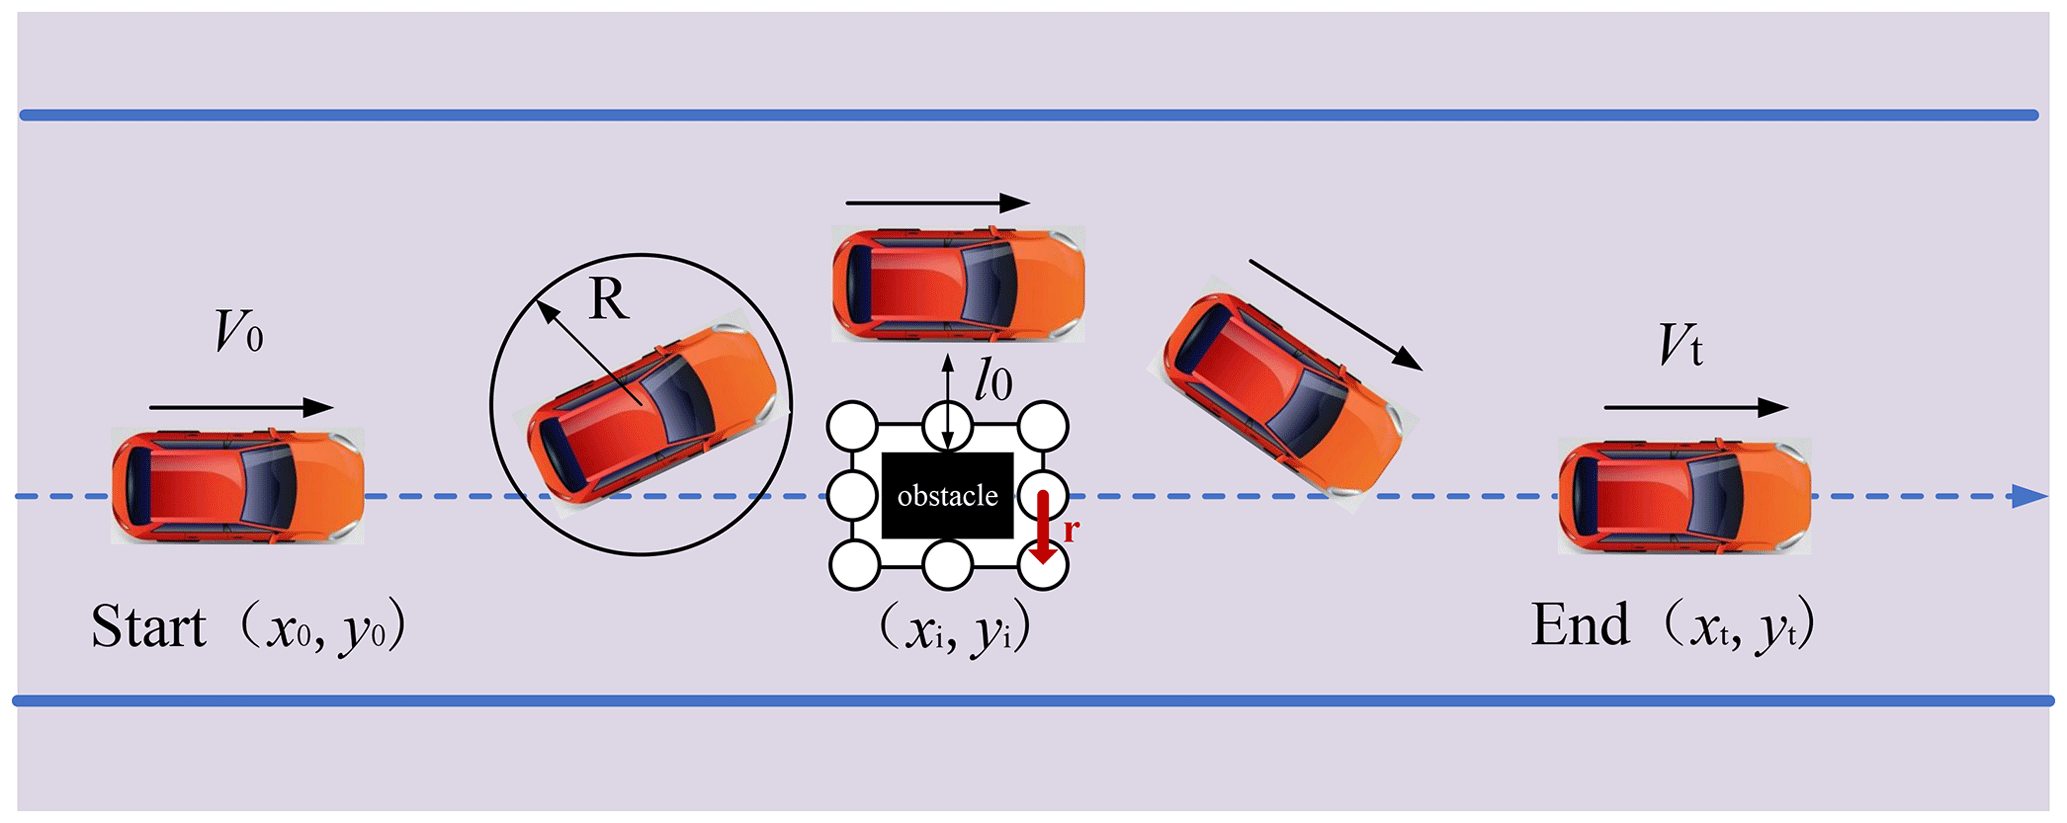 V0
R
l0
Vt
obstacle
r
Start（x0, y0）
（xi, yi）
End（xt, yt）